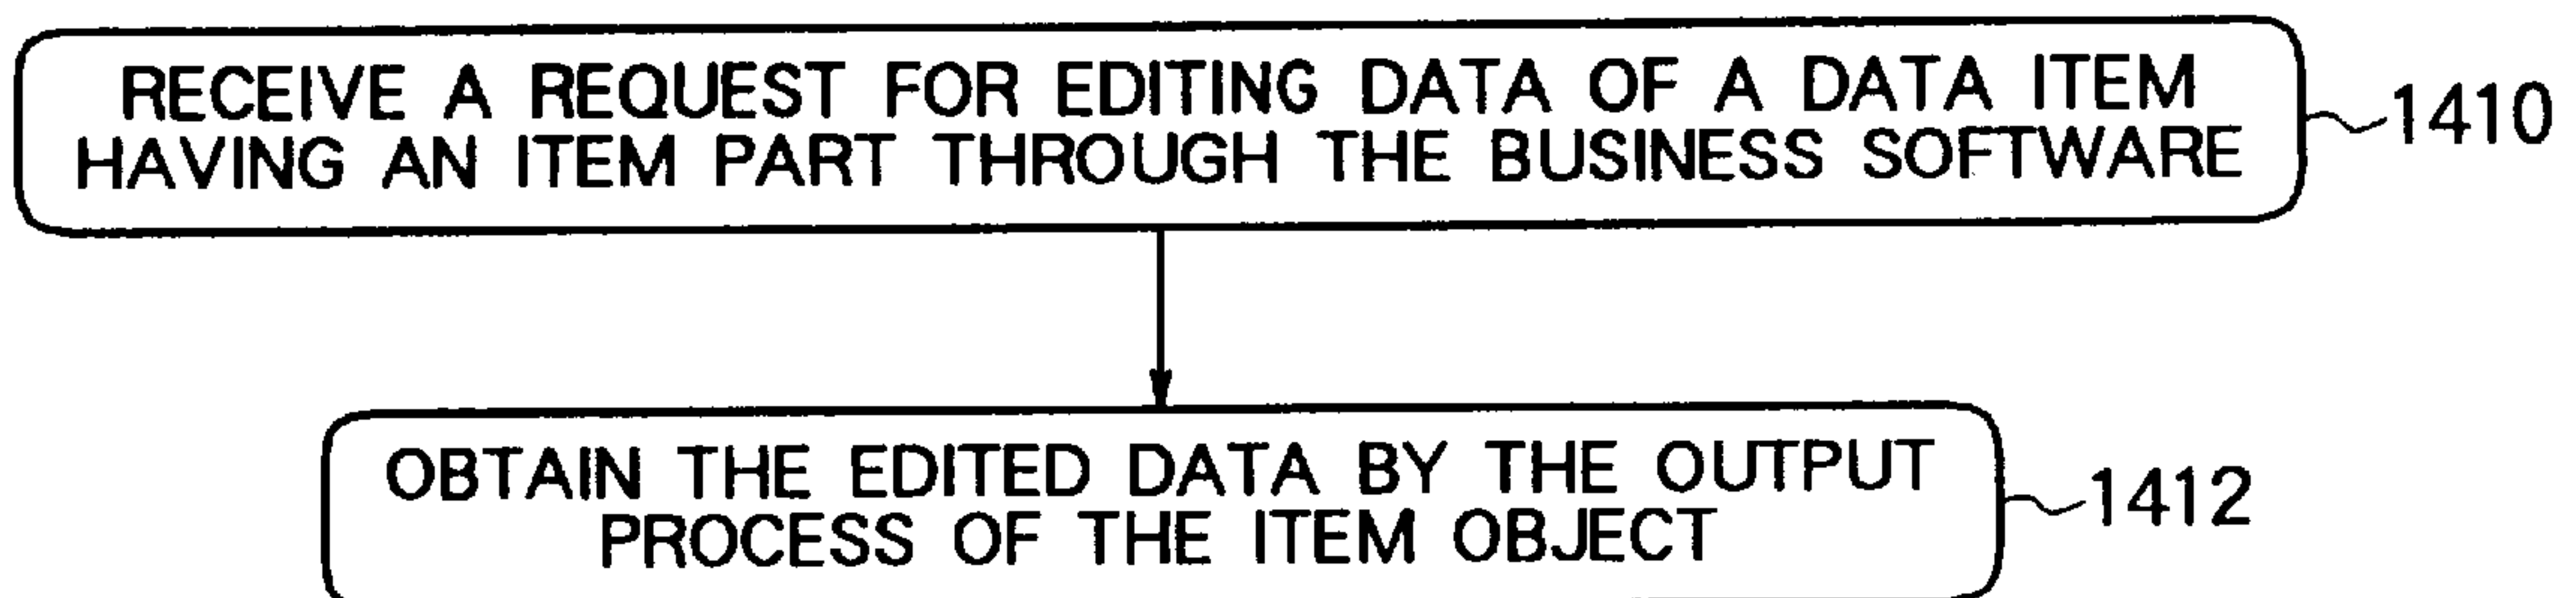 RECEIVE A REQUEST FOR EDITING DATA OF A DATA ITEM
HAVING AN ITEM PART THROUGH THE BUSINESS SOFTWARE
1410
OBTAIN THE EDITED DATA BY THE OUTPUT
PROCESS OF THE ITEM OBJECT
1412